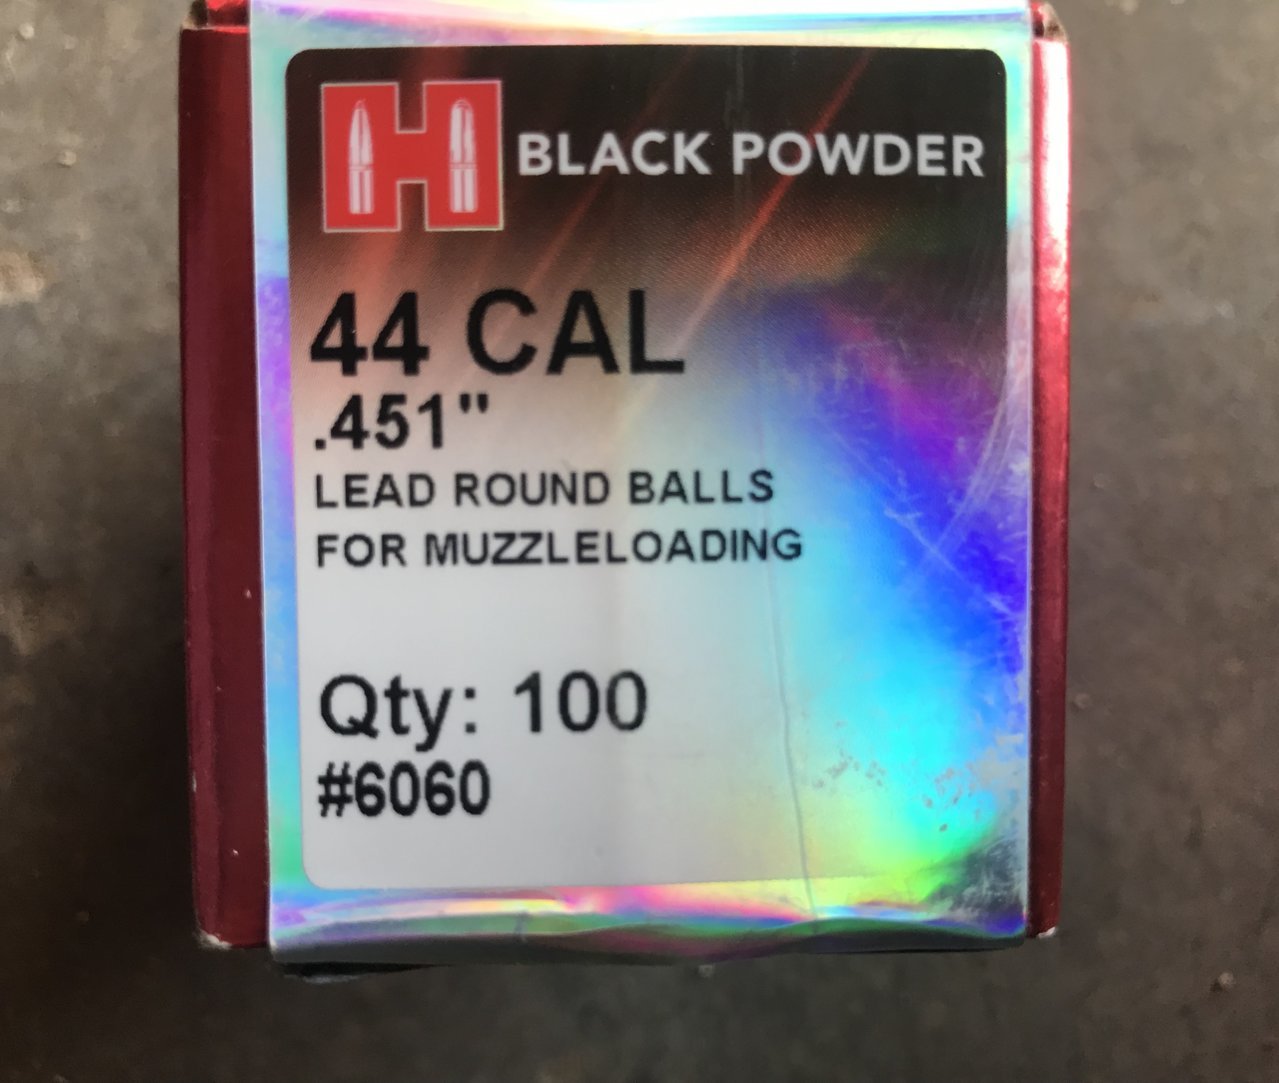 H BLACK POWDER
44 CAL
.451"
LEAD ROUND BALLS
FOR MUZZLELOADING
Qty: 100
#6060